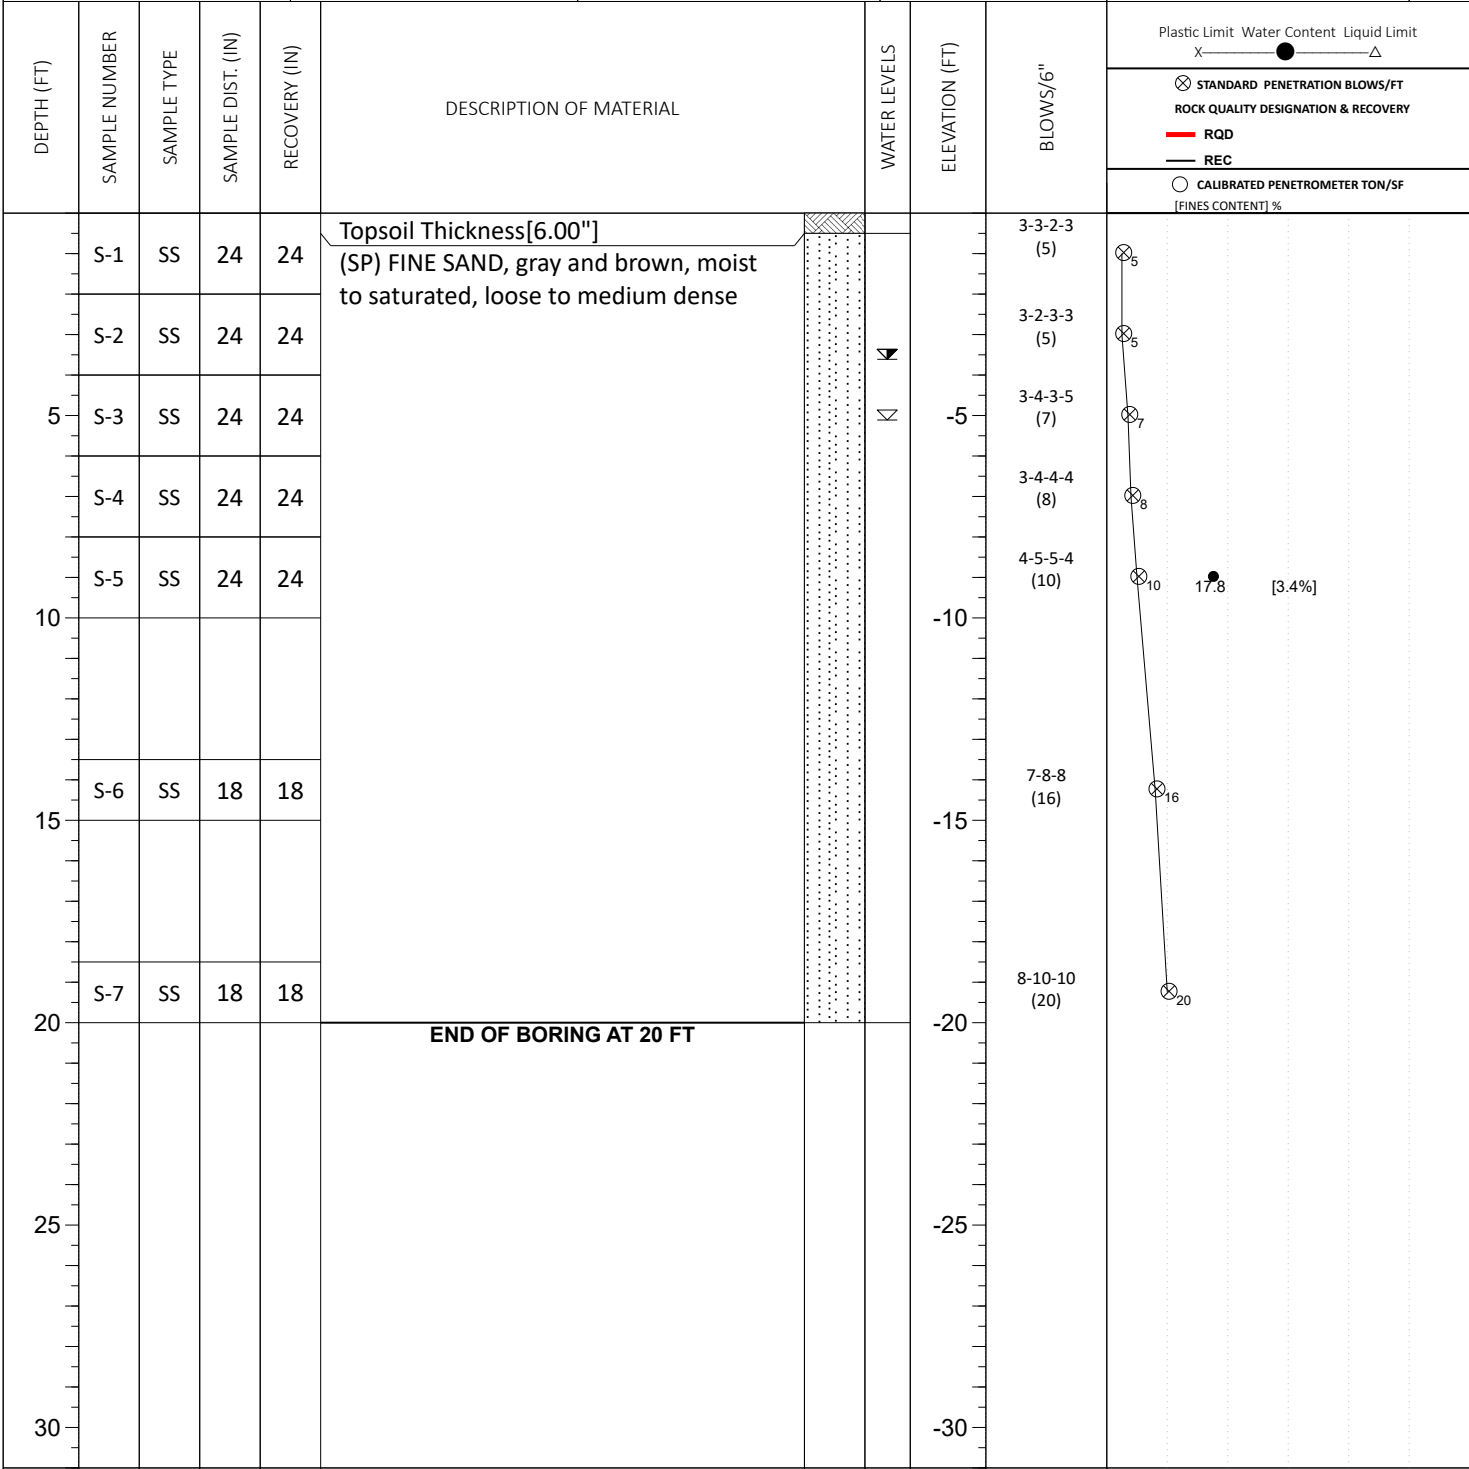 DEPTH (FT)
SAMPLE NUMBER
SAMPLE TYPE
SAMPLE DIST. (IN)
RECOVERY (IN)
DESCRIPTION OF MATERIAL
WATER LEVELS
ELEVATION (FT)
BLOWS/6"
Plastic Limit Water Content Liquid Limit
X
STANDARD PENETRATION BLOWS/FT
ROCK QUALITY DESIGNATION & RECOVERY
RQD
REC
CALIBRATED PENETROMETER TON/SF
[FINES CONTENT] %
Topsoil Thickness[6.00"]
(SP) FINE SAND, gray and brown, moist
to saturated, loose to medium dense
S-1 SS 24 24
3-3-2-3
(5)
5
S-2 SS 24 24
3-2-3-3
(5)
5
5 S-3 SS 24 24 -5
3-4-3-5
(7)
7
S-4 SS 24 24
3-4-4-4
(8)
8
S-5 SS 24 24
4-5-5-4
(10)
10 17.8 [3.4%]
10 -10
S-6 SS 18 18
7-8-8
(16)
16
15 -15
S-7 SS 18 18
8-10-10
(20)
20
20 -20
END OF BORING AT 20 FT
25 -25
30 -30